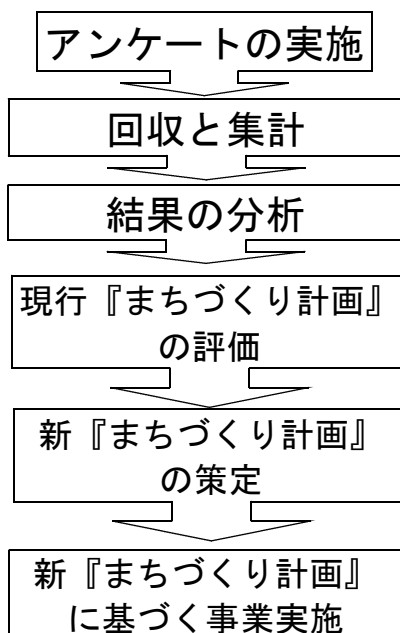 アンケートの実施
回収と集計
結果の分析
現行『まちづくり計画』
の評価
新『まちづくり計画』
の策定
新『まちづくり計画』
に基づく事業実施